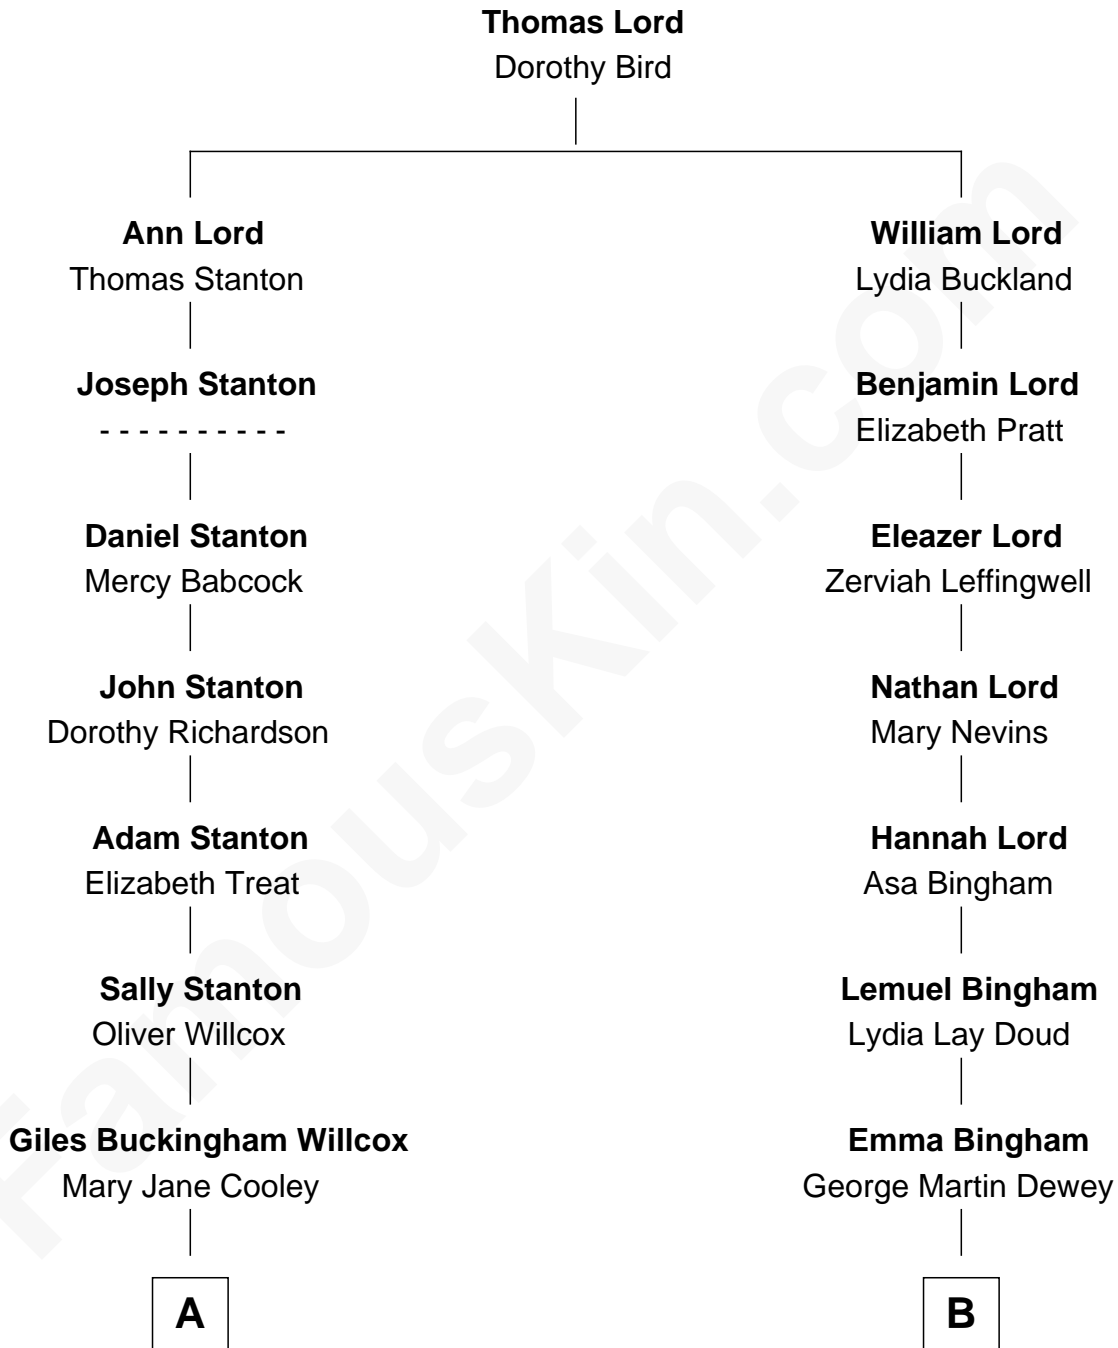 Thomas Lord
Dorothy Bird
Ann Lord
Thomas Stanton
William Lord
Lydia Buckland
Joseph Stanton
- - - - - - - - - -
Benjamin Lord
Elizabeth Pratt
Daniel Stanton
Mercy Babcock
Eleazer Lord
Zerviah Leffingwell
John Stanton
Dorothy Richardson
Nathan Lord
Mary Nevins
Adam Stanton
Elizabeth Treat
Hannah Lord
Asa Bingham
Sally Stanton
Oliver Willcox
Lemuel Bingham
Lydia Lay Doud
Giles Buckingham Willcox
Mary Jane Cooley
Emma Bingham
George Martin Dewey
A
B
FamousKin.com